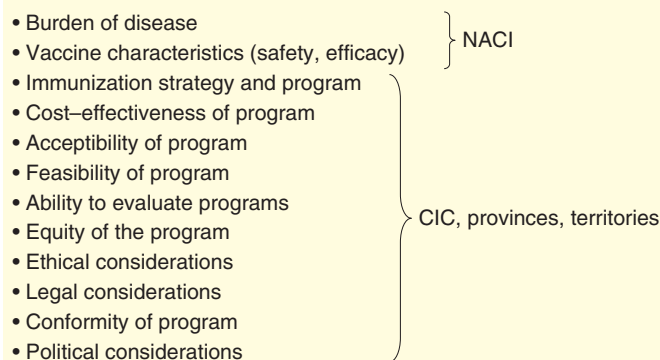 • Burden of disease
• Vaccine characteristics (safety, efficacy)
NACI
• Immunization strategy and program
• Cost–effectiveness of program
• Acceptibility of program
• Feasibility of program
• Ability to evaluate programs
• Equity of the program
• Ethical considerations
• Legal considerations
• Conformity of program
• Political considerations
CIC, provinces, territories